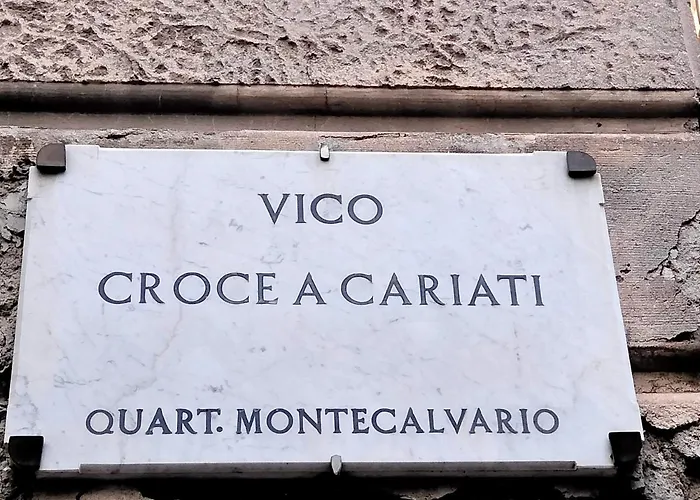 VICO
CROCE A CARIATI
QUART. MONTECALVARIO